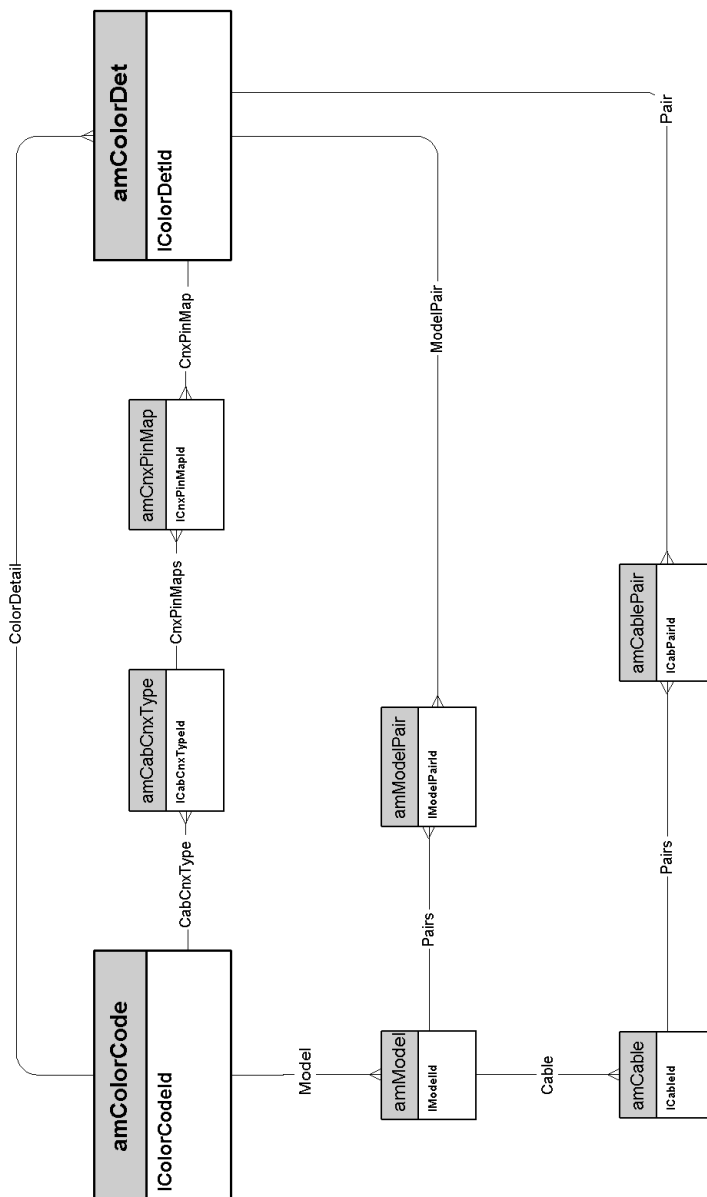 ColorDetail
amColorCode
lColorCodeId
CabCnxType
amCabCnxType
lCabCnxTypeId
CnxPinMaps
amCnxPinMap
lCnxPinMapId
CnxPinMap
amColorDet
lColorDetId
Model
amModel
lModelId
Pairs
amModelPair
lModelPairId
ModelPair
Cable
amCable
lCableId
Pairs
amCablePair
lCabPairId
Pair